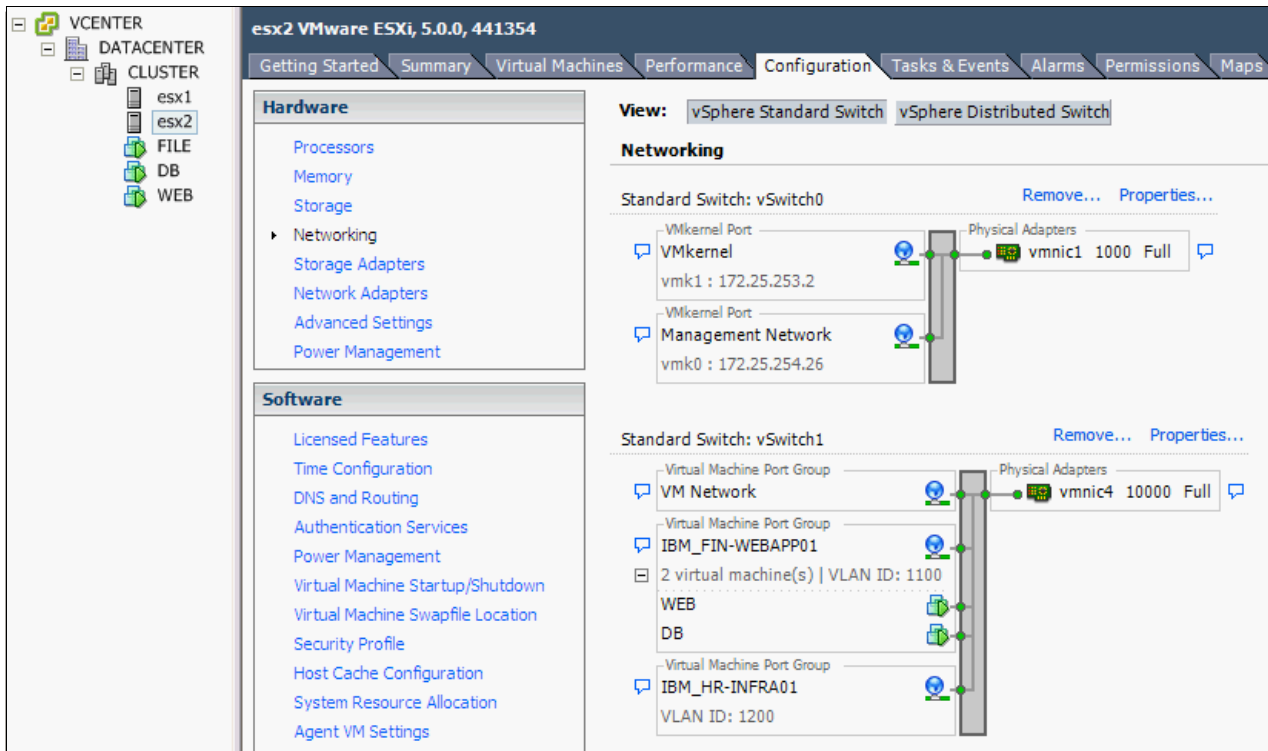 VCENTER
DATACENTER
CLUSTER
esx1
esx2
FILE
DB
WEB
esx2 VMware ESXi, 5.0.0, 441354
Getting Started Summary Virtual Machines Performance Configuration Tasks & Events Alarms Permissions Maps
Hardware
Processors
Memory
Storage
Networking
Storage Adapters
Network Adapters
Advanced Settings
Power Management
Software
Licensed Features
Time Configuration
DNS and Routing
Authentication Services
Power Management
Virtual Machine Startup/Shutdown
Virtual Machine Swapfile Location
Security Profile
Host Cache Configuration
System Resource Allocation
Agent VM Settings
View: vSphere Standard Switch vSphere Distributed Switch
Networking
Standard Switch: vSwitch0 Remove... Properties...
VMkernel Port
VMkernel
vmk1 : 172.25.253.2
Physical Adapters
vmnic1 1000 Full
VMkernel Port
Management Network
vmk0 : 172.25.254.26
Standard Switch: vSwitch1 Remove... Properties...
Virtual Machine Port Group
VM Network
Physical Adapters
vmnic4 10000 Full
Virtual Machine Port Group
IBM_FIN-WEBAPP01
2 virtual machine(s) | VLAN ID: 1100
WEB
DB
Virtual Machine Port Group
IBM_HR-INFRA01
VLAN ID: 1200